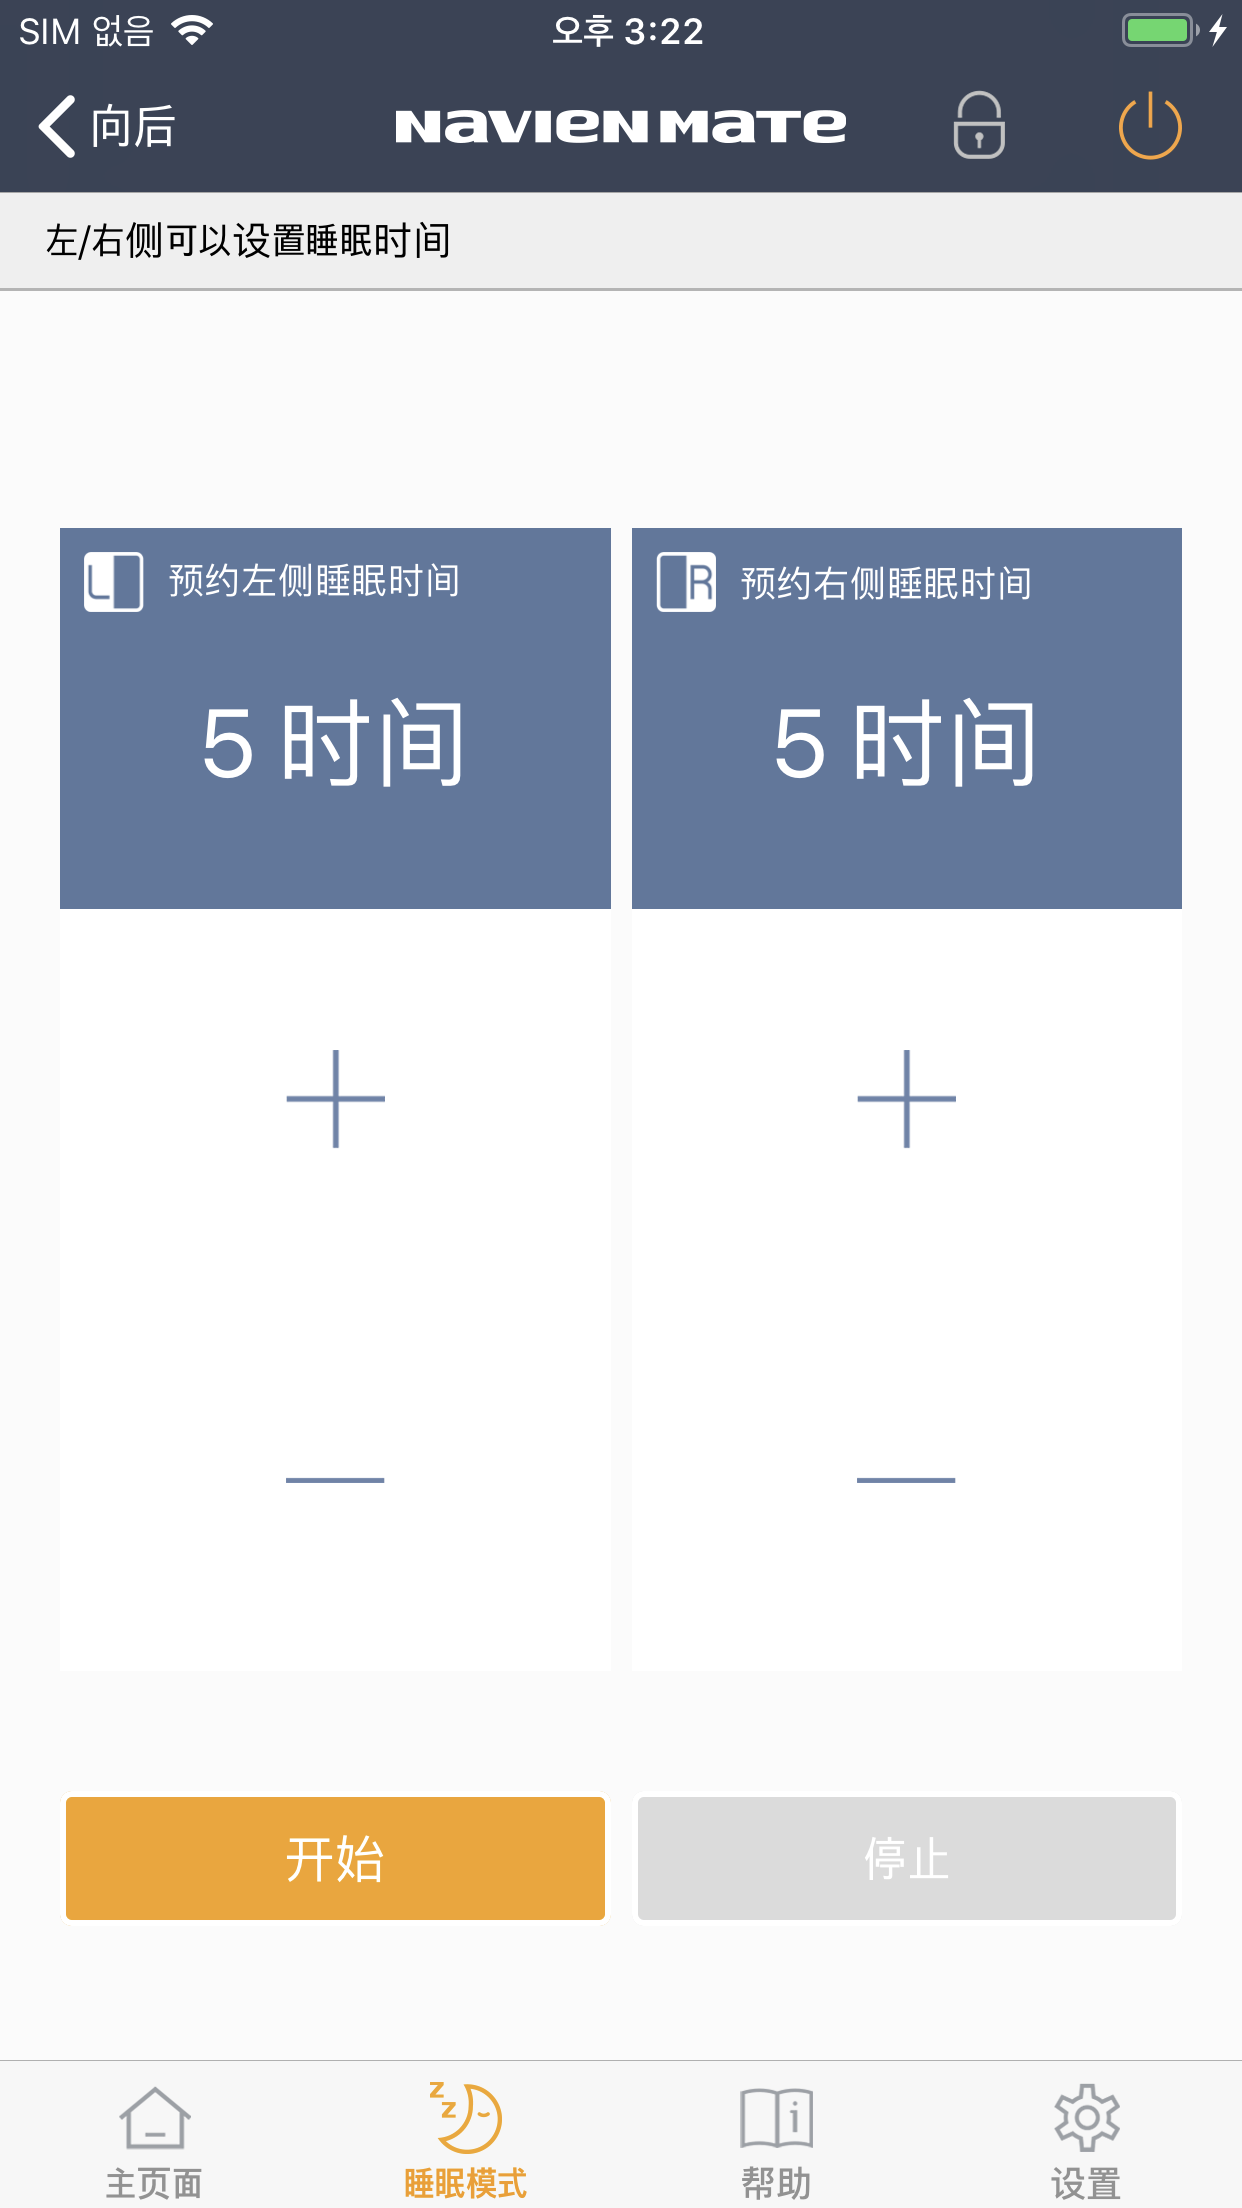 SIM 없음 오후 3:22
向后 NAVIEN MATE
左/右侧可以设置睡眠时间
L 预约左侧睡眠时间
5 时间
R 预约右侧睡眠时间
5 时间
开始 停止
主页面 睡眠模式 帮助 设置